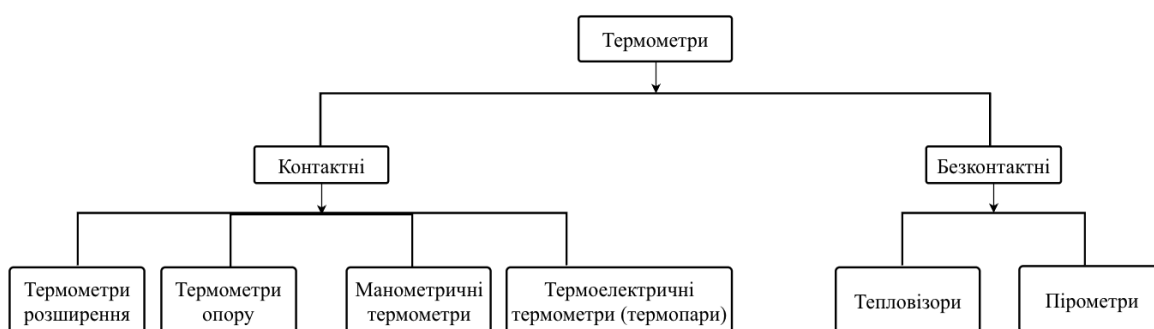 Термометри
Контактні
Безконтактні
Термометри
розширення
Термометри
опору
Манометричні
термометри
Термоелектричні
термометри (термопари)
Тепловізори
Пірометри